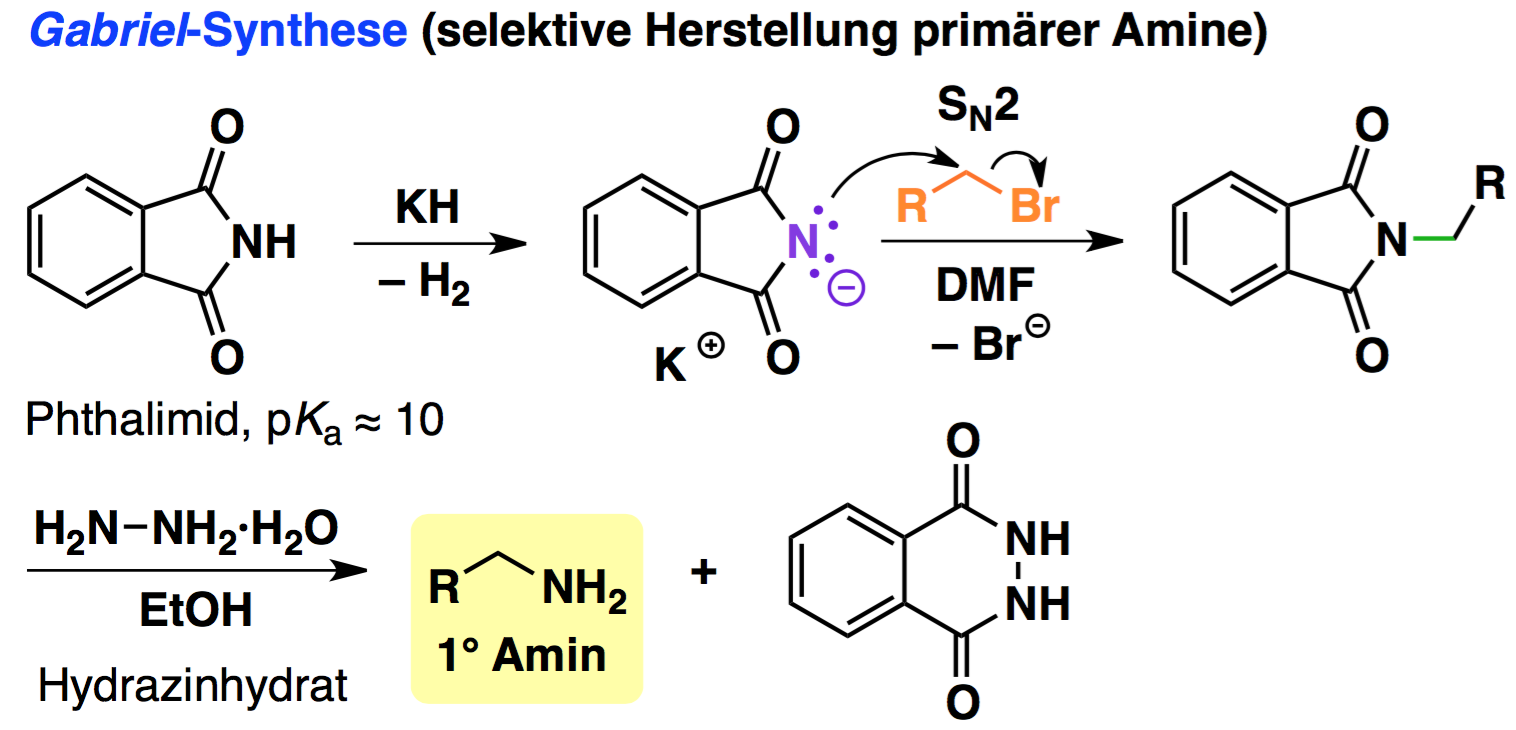 Gabriel-Synthese (selektive Herstellung primärer Amine)
O
NH
O
KH
– H₂
O
N
⊖
O
K ⊕
Sₙ2
R
Br
DMF
– Br⊖
O
N
R
O
Phthalimid, pKₐ ≈ 10
H₂N–NH₂·H₂O
EtOH
Hydrazinhydrat
R
NH₂
1° Amin
+
O
NH
NH
O